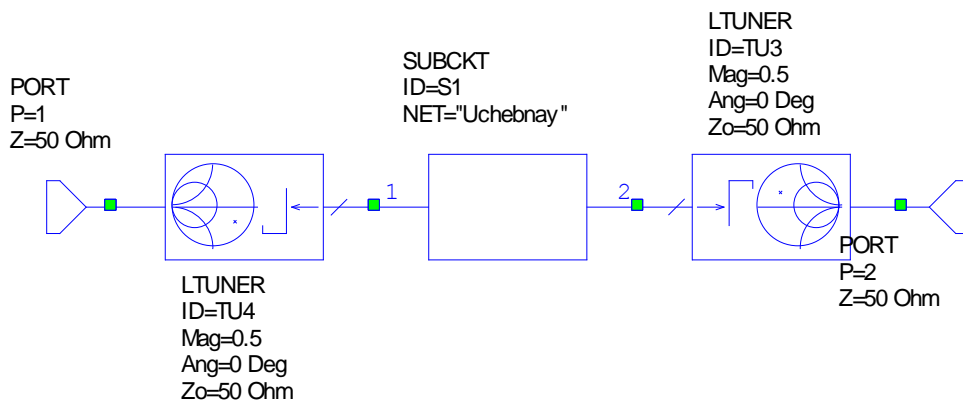 PORT
P=1
Z=50 Ohm
LTUNER
ID=TU4
Mag=0.5
Ang=0 Deg
Zo=50 Ohm
1
SUBCKT
ID=S1
NET="Uchebnay"
2
LTUNER
ID=TU3
Mag=0.5
Ang=0 Deg
Zo=50 Ohm
PORT
P=2
Z=50 Ohm